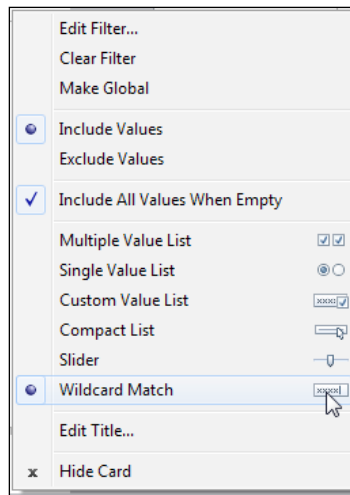 Edit Filter...
Clear Filter
Make Global
Include Values
Exclude Values
Include All Values When Empty
Multiple Value List
Single Value List
Custom Value List
Compact List
Slider
Wildcard Match
Edit Title...
x Hide Card